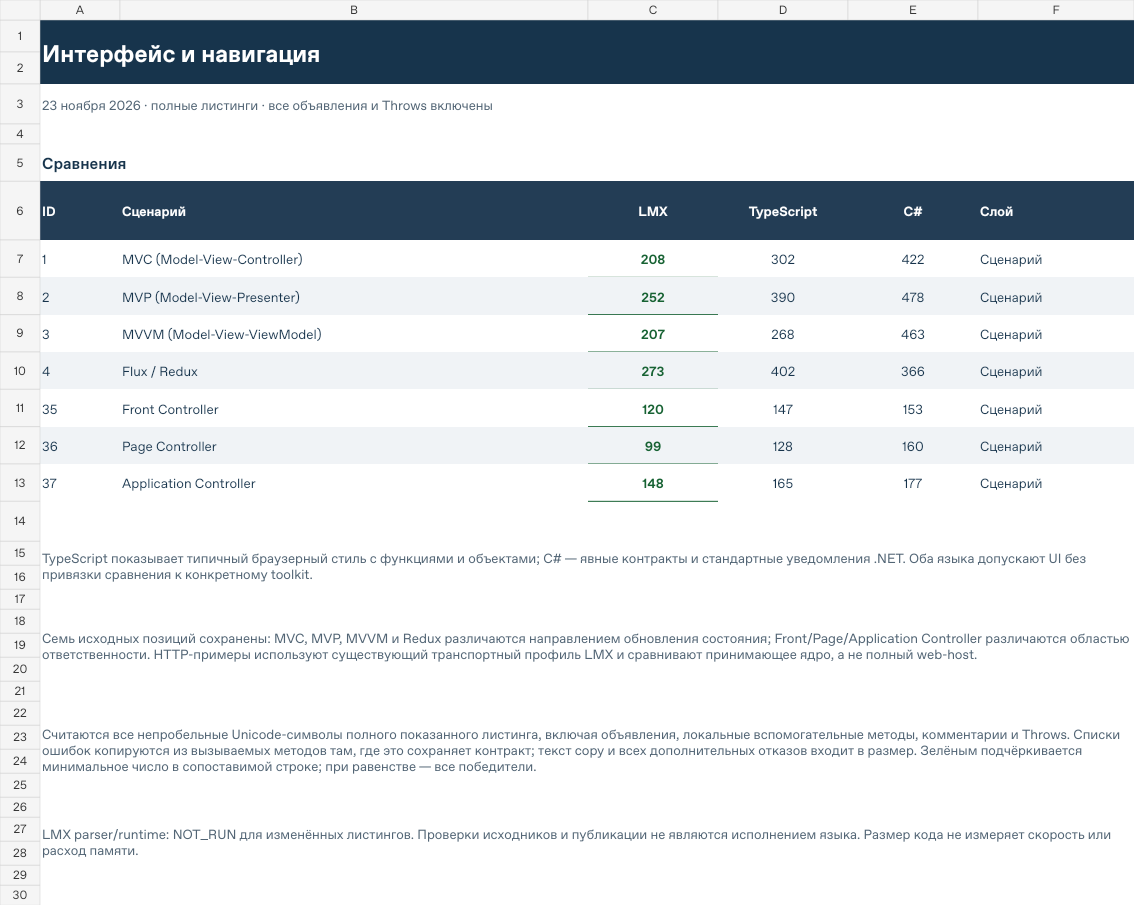 A B C D E F
1
2 Интерфейс и навигация
3 23 ноября 2026 · полные листинги · все объявления и Throws включены
4
5 Сравнения
6 ID Сценарий LMX TypeScript C# Слой
7 1 MVC (Model-View-Controller) 208 302 422 Сценарий
8 2 MVP (Model-View-Presenter) 252 390 478 Сценарий
9 3 MVVM (Model-View-ViewModel) 207 268 463 Сценарий
10 4 Flux / Redux 273 402 366 Сценарий
11 35 Front Controller 120 147 153 Сценарий
12 36 Page Controller 99 128 160 Сценарий
13 37 Application Controller 148 165 177 Сценарий
14
15 TypeScript показывает типичный браузерный стиль с функциями и объектами; C# — явные контракты и стандартные уведомления .NET. Оба языка допускают UI без
16 привязки сравнения к конкретному toolkit.
17
18
19 Семь исходных позиций сохранены: MVC, MVP, MVVM и Redux различаются направлением обновления состояния; Front/Page/Application Controller различаются областью
20 ответственности. HTTP-примеры используют существующий транспортный профиль LMX и сравнивают принимающее ядро, а не полный web-host.
21
22
23 Считаются все непробельные Unicode-символы полного показанного листинга, включая объявления, локальные вспомогательные методы, комментарии и Throws. Списки
24 ошибок копируются из вызываемых методов там, где это сохраняет контракт; текст copy и всех дополнительных отказов входит в размер. Зелёным подчёркивается
25 минимальное число в сопоставимой строке; при равенстве — все победители.
26
27 LMX parser/runtime: NOT_RUN для изменённых листингов. Проверки исходников и публикации не являются исполнением языка. Размер кода не измеряет скорость или
28 расход памяти.
29
30